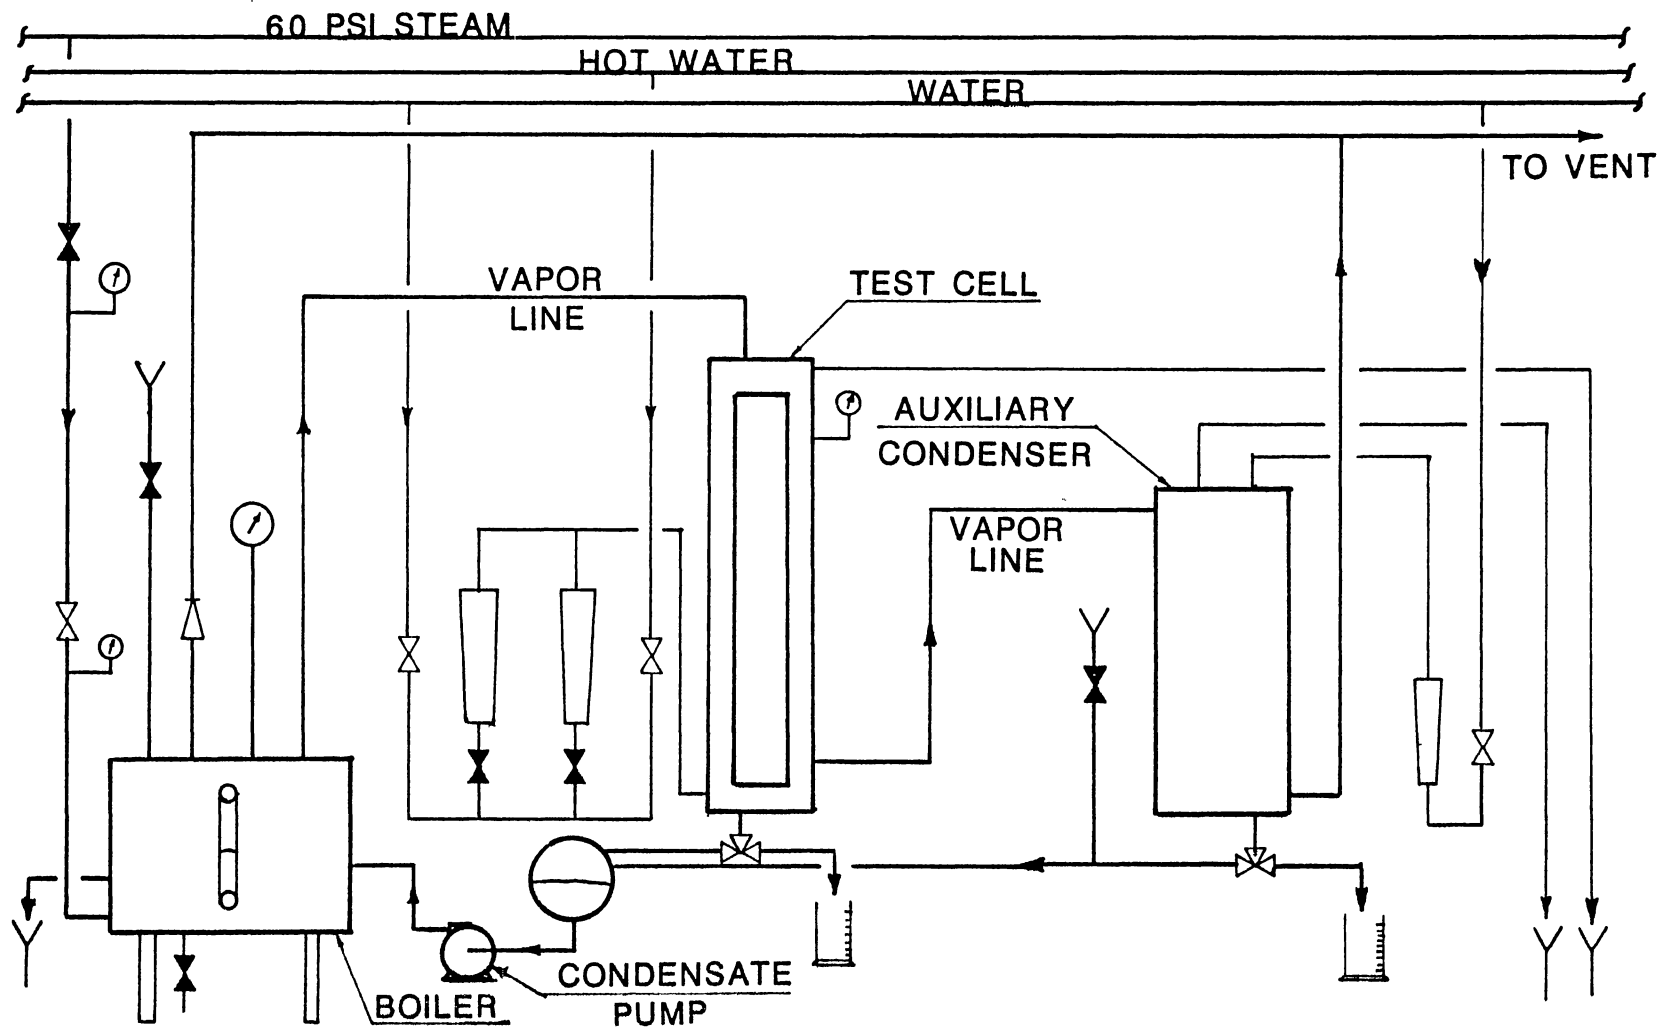 60 PSI STEAM
HOT WATER
WATER
TO VENT
VAPOR
LINE
TEST CELL
AUXILIARY
CONDENSER
VAPOR
LINE
CONDENSATE
PUMP
BOILER